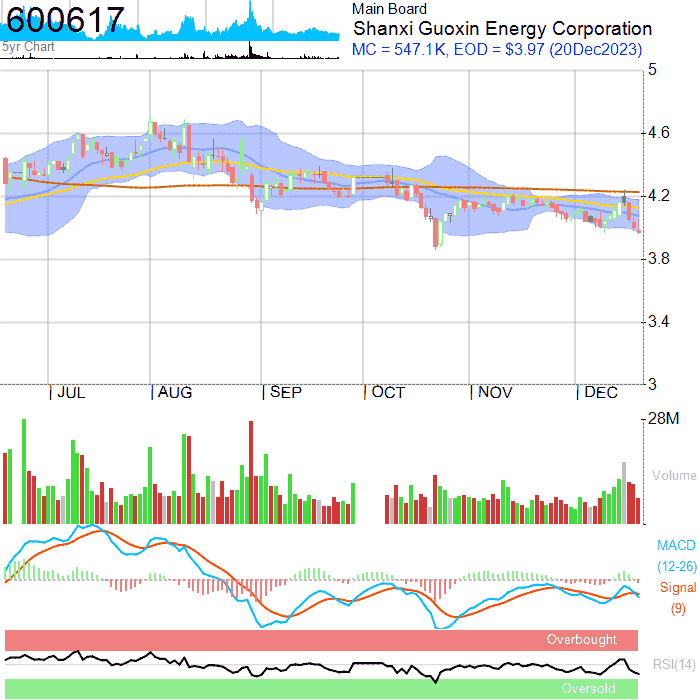 600617
5yr Chart
Main Board
Shanxi Guoxin Energy Corporation
MC = 547.1K, EOD = $3.97 (20Dec2023)
5
4.6
4.2
3.8
3.4
3
JUL AUG SEP OCT NOV DEC
28M
Volume
MACD
(12-26)
Signal
(9)
Overbought
RSI(14)
Oversold